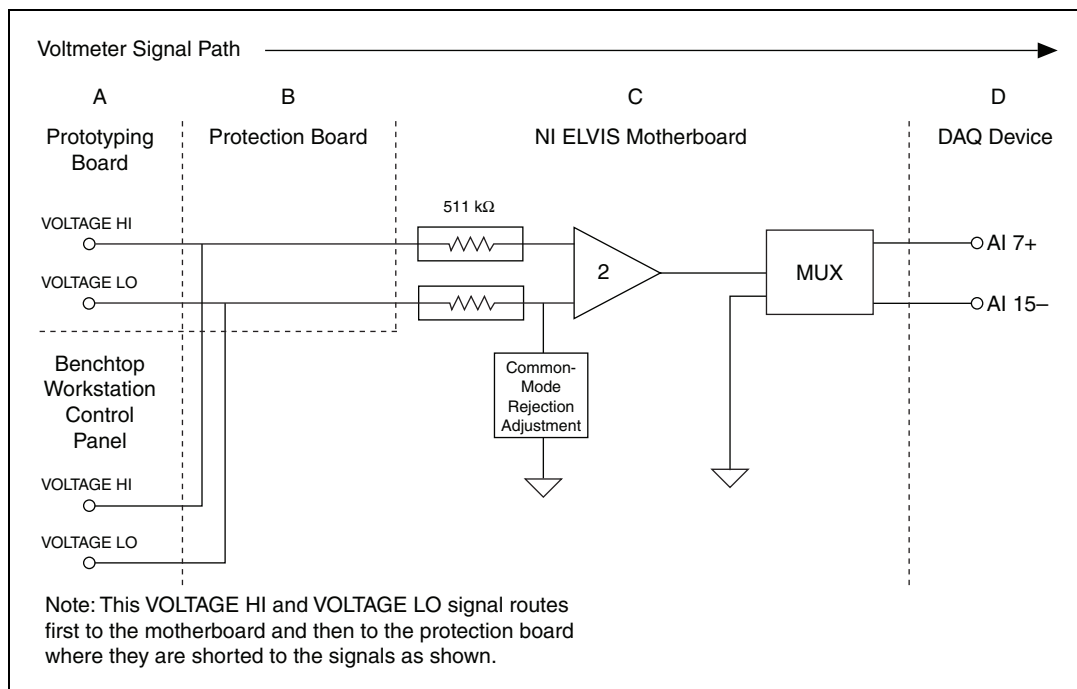 Voltmeter Signal Path
A
B
C
D
Prototyping
Board
Protection Board
NI ELVIS Motherboard
DAQ Device
511 kΩ
VOLTAGE HI
VOLTAGE LO
2
MUX
AI 7+
AI 15–
Common-
Mode
Rejection
Adjustment
Benchtop
Workstation
Control
Panel
VOLTAGE HI
VOLTAGE LO
Note: This VOLTAGE HI and VOLTAGE LO signal routes
first to the motherboard and then to the protection board
where they are shorted to the signals as shown.